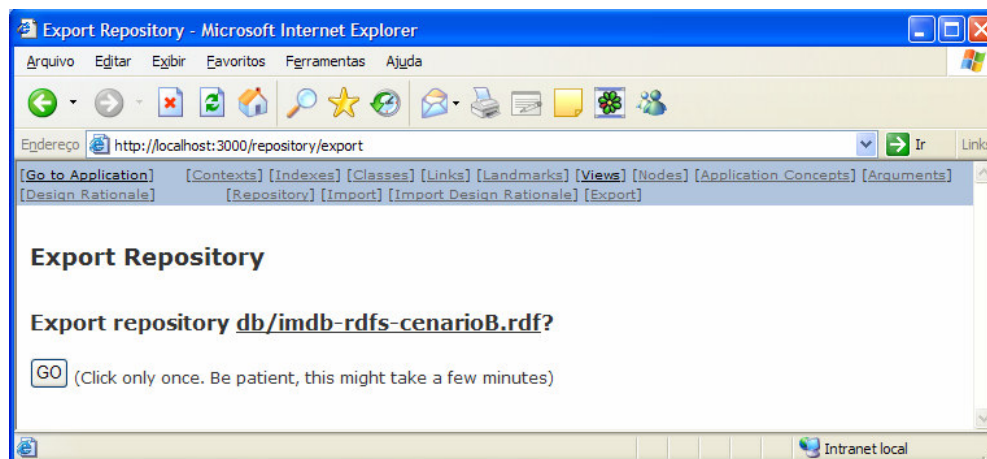 Export Repository - Microsoft Internet Explorer
Arquivo Editar Exibir Favoritos Ferramentas Ajuda
Endereço http://localhost:3000/repository/export Ir Links
[Go to Application] [Contexts] [Indexes] [Classes] [Links] [Landmarks] [Views] [Nodes] [Application Concepts] [Arguments]
[Design Rationale] [Repository] [Import] [Import Design Rationale] [Export]
Export Repository
Export repository db/imdb-rdfs-cenarioB.rdf?
GO (Click only once. Be patient, this might take a few minutes)
Intranet local